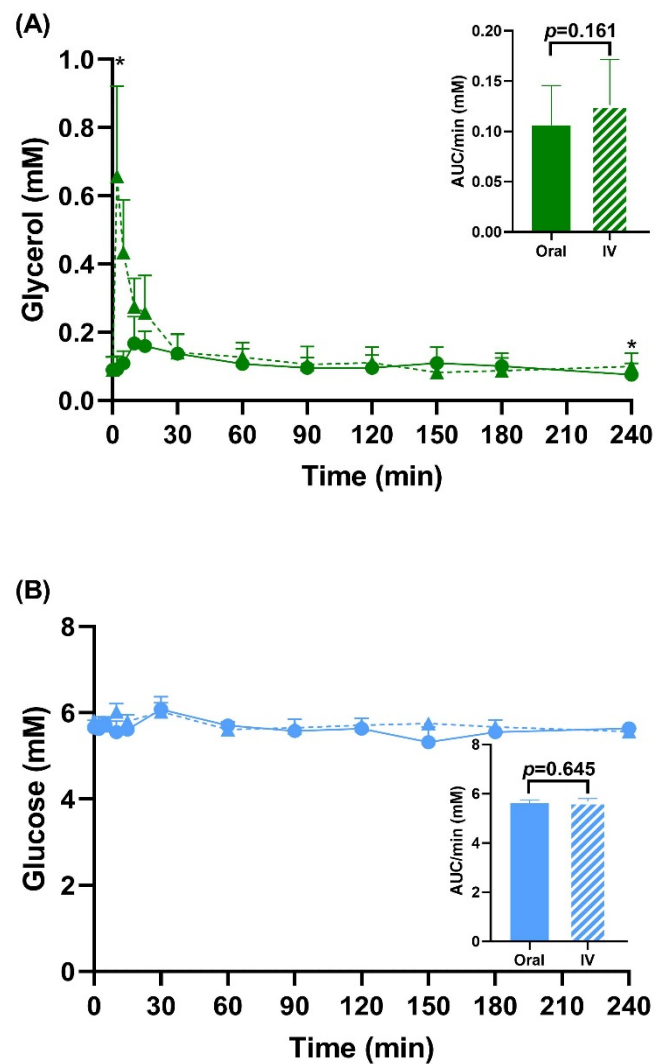 (A)
*
1.0
0.8
0.6
0.4
0.2
0.0
Glycerol (mM)
*
0 30 60 90 120 150 180 210 240
Time (min)
p=0.161
0.20
0.15
0.10
0.05
0.00
AUC/min (mM)
Oral IV
(B)
8
6
4
2
0
Glucose (mM)
0 30 60 90 120 150 180 210 240
Time (min)
p=0.645
8
6
4
2
0
AUC/min (mM)
Oral IV